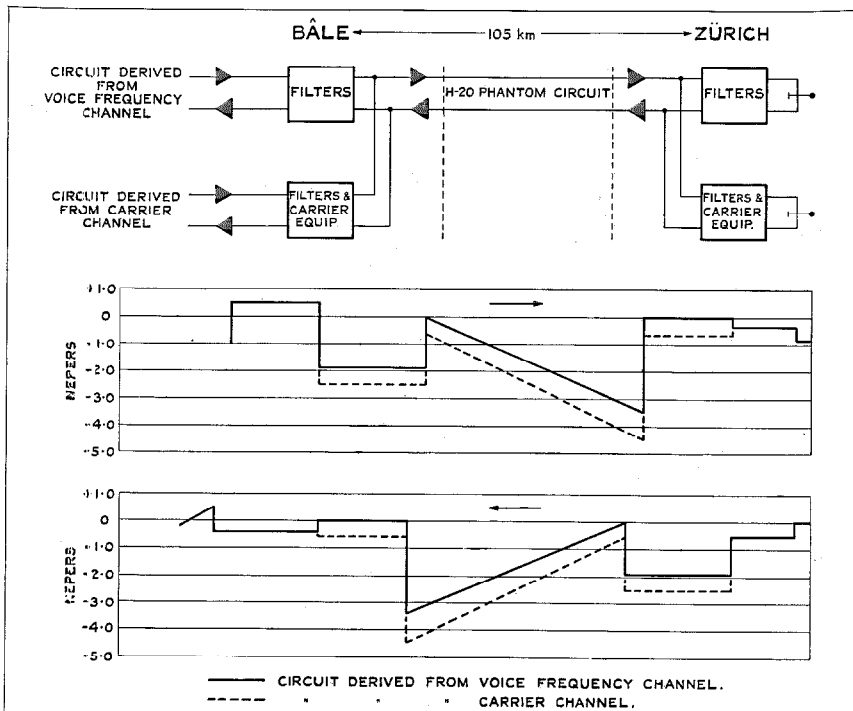 BÂLE 105 km ZÜRICH
CIRCUIT DERIVED
FROM
VOICE FREQUENCY
CHANNEL
FILTERS
H-20 PHANTOM CIRCUIT
FILTERS
CIRCUIT DERIVED
FROM CARRIER
CHANNEL
FILTERS &
CARRIER
EQUIP.
FILTERS &
CARRIER
EQUIP.
+1.0
0
-1.0
-2.0
-3.0
-4.0
-5.0
NEPERS
+1.0
0
-1.0
-2.0
-3.0
-4.0
-5.0
NEPERS
CIRCUIT DERIVED FROM VOICE FREQUENCY CHANNEL.
" " " CARRIER CHANNEL.